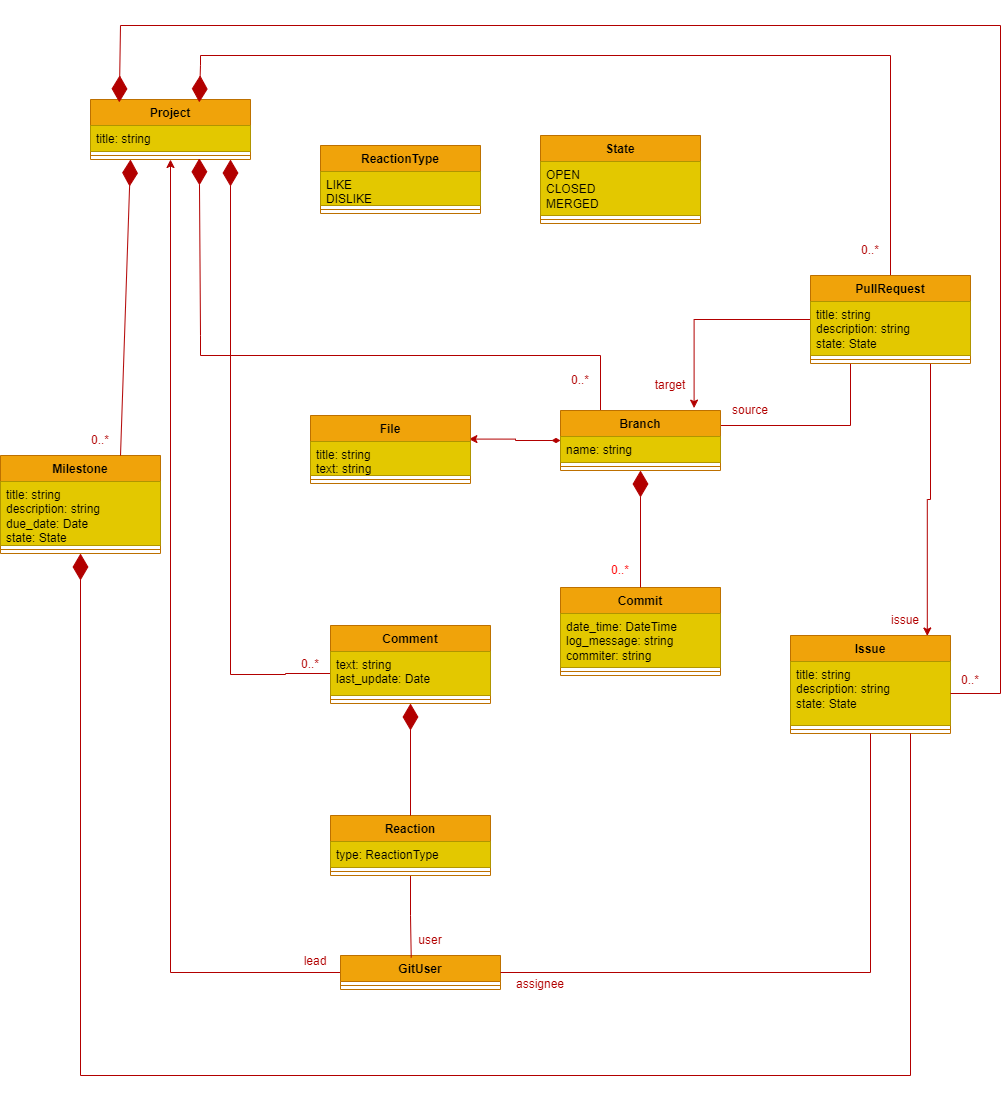 Project
title: string
ReactionType
LIKE
DISLIKE
State
OPEN
CLOSED
MERGED
0..*
PullRequest
title: string
description: string
state: State
0..*
target
source
Branch
name: string
File
title: string
text: string
0..*
Milestone
title: string
description: string
due_date: Date
state: State
0..*
Commit
date_time: DateTime
log_message: string
commiter: string
issue
Issue
title: string
description: string
state: State
0..*
Comment
text: string
last_update: Date
0..*
Reaction
type: ReactionType
user
lead
GitUser
assignee